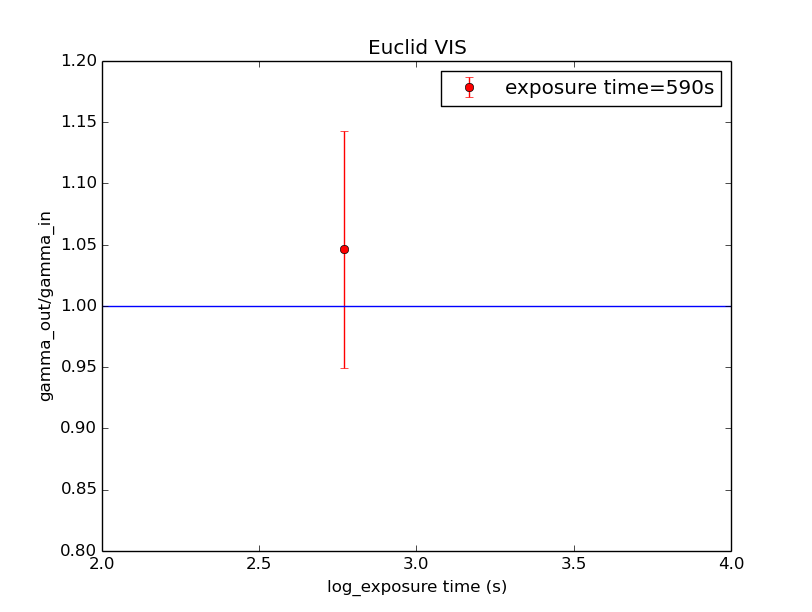 Euclid VIS
exposure time=590s
1.20
1.15
1.10
1.05
1.00
0.95
0.90
0.85
0.80
gamma_out/gamma_in
2.0 2.5 3.0 3.5 4.0
log_exposure time (s)